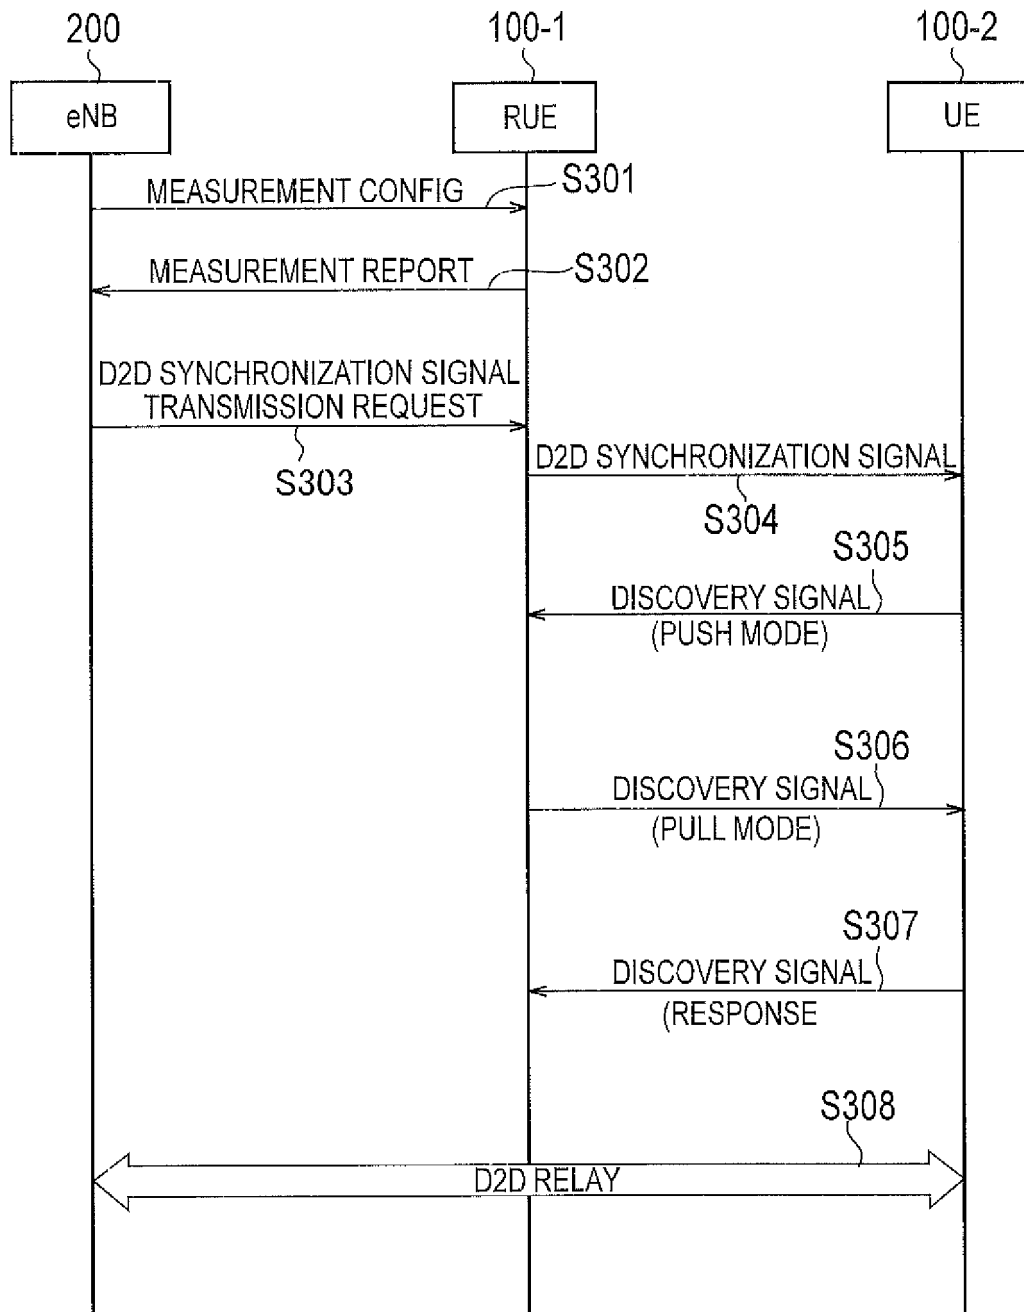 200
100-1
100-2
eNB
RUE
UE
MEASUREMENT CONFIG
S301
MEASUREMENT REPORT
S302
D2D SYNCHRONIZATION SIGNAL
TRANSMISSION REQUEST
S303
D2D SYNCHRONIZATION SIGNAL
S304
S305
DISCOVERY SIGNAL
(PUSH MODE)
S306
DISCOVERY SIGNAL
(PULL MODE)
S307
DISCOVERY SIGNAL
(RESPONSE
S308
D2D RELAY